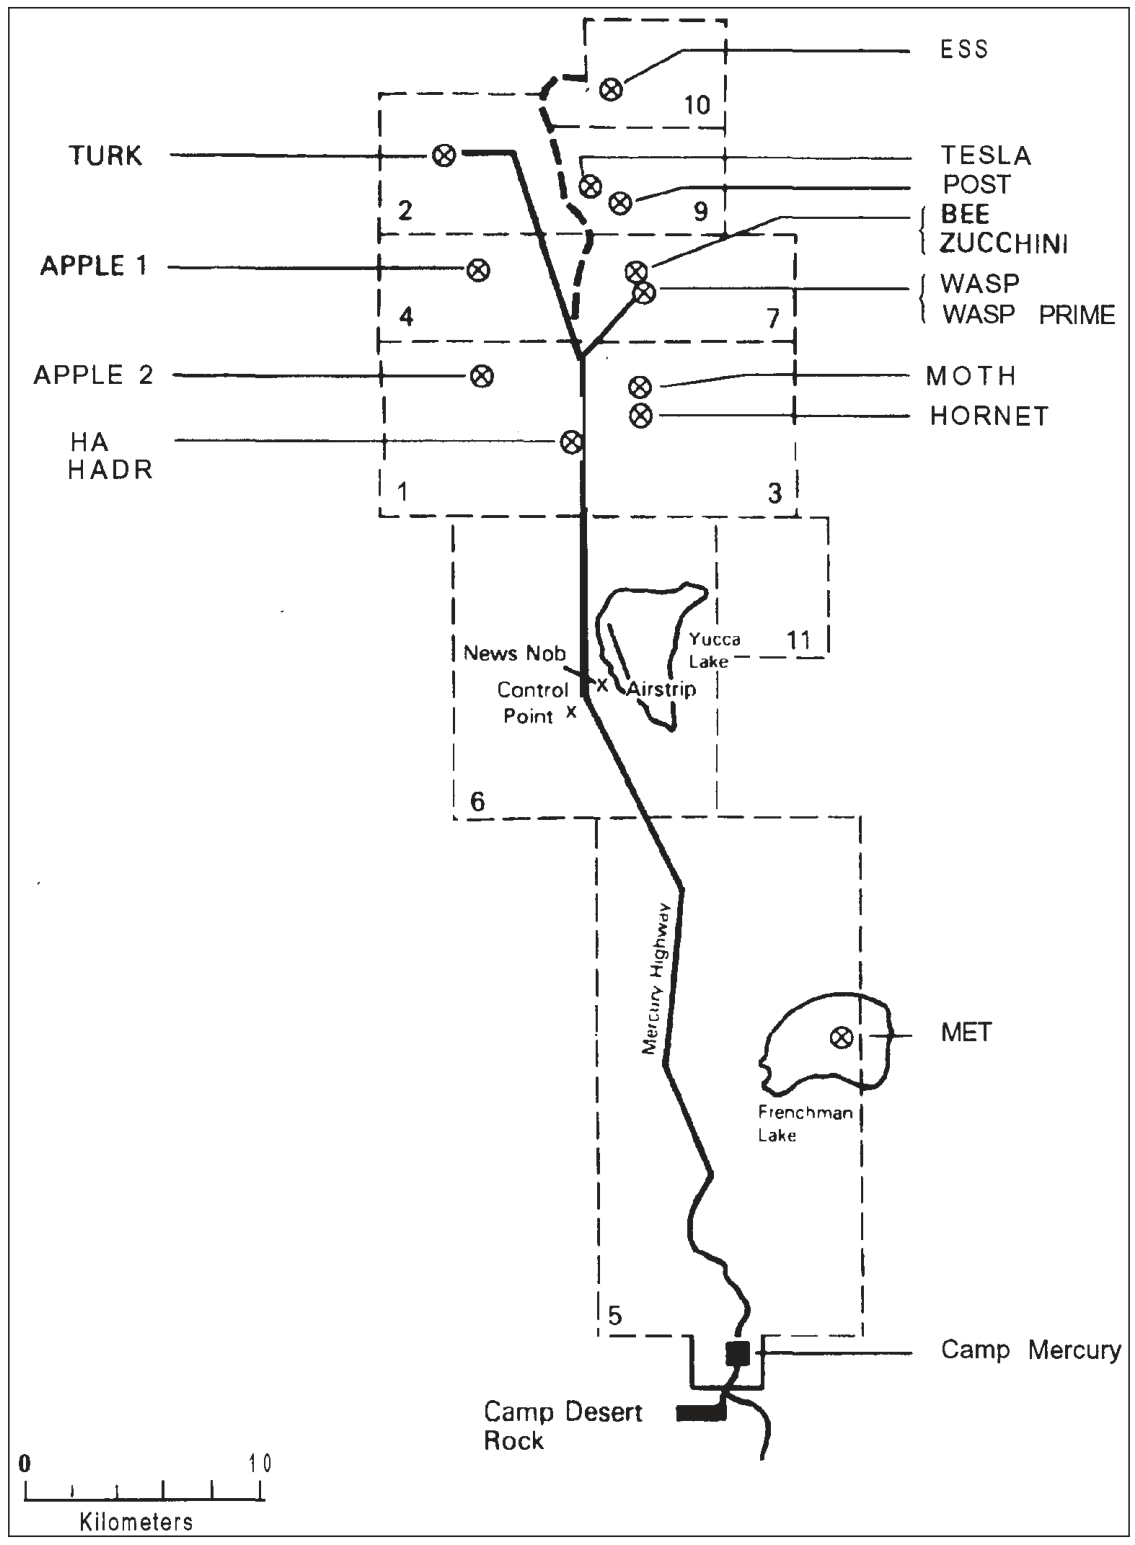 ESS
10
TURK
TESLA
POST
2
9
BEE
ZUCCHINI
APPLE 1
WASP
WASP PRIME
4
7
APPLE 2
MOTH
HORNET
HA
HADR
1
3
11
Yucca
Lake
News Nob
Airstrip
Control
Point x
x
6
Mercury Highway
MET
Frenchman
Lake
5
Camp Mercury
Camp Desert
Rock
0 10
Kilometers